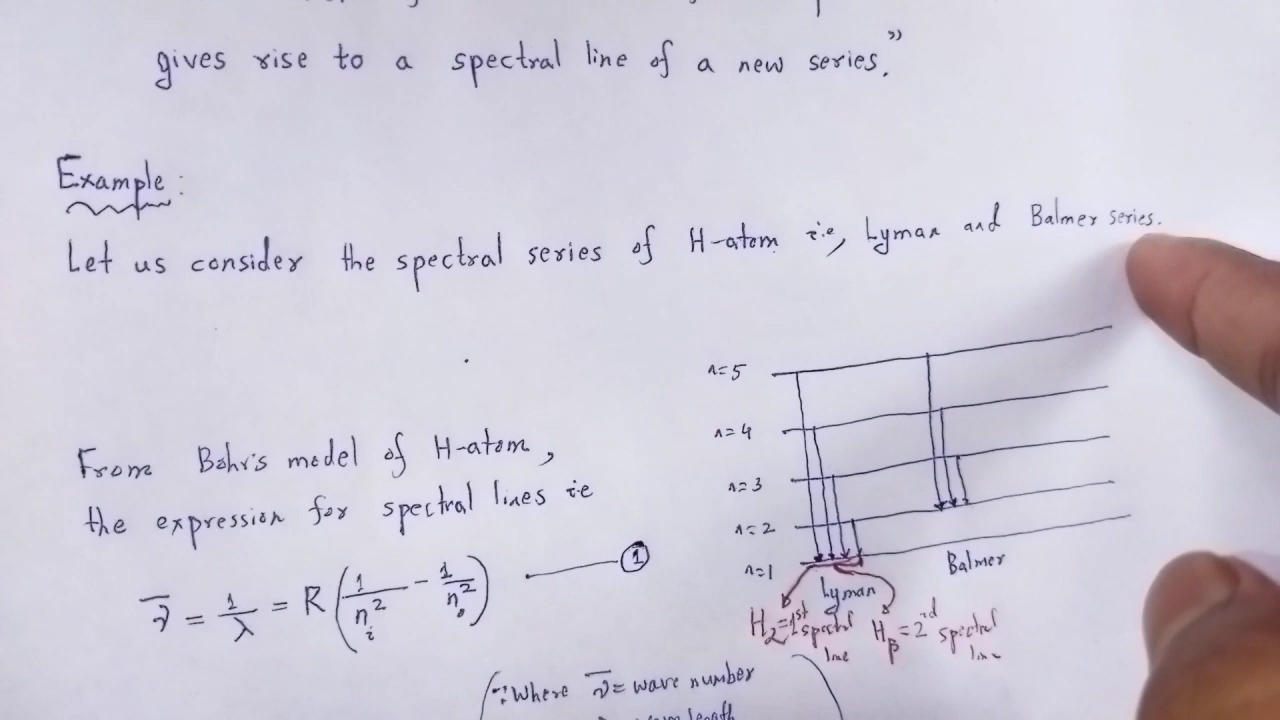 gives rise to a spectral line of a new series."
Example:
Let us consider the spectral series of H-atom i.e, Lyman and Balmer series.
n=5
n=4
n=3
n=2
n=1
Lyman
Balmer
H2=1st spectral line
Hβ=2nd spectral line
From Bohr's model of H-atom,
the expression for spectral lines ie
ν̅ = 1/λ = R(1/n_i^2 - 1/n_o^2) ——— ①
(∵ Where ν̅ = wave number